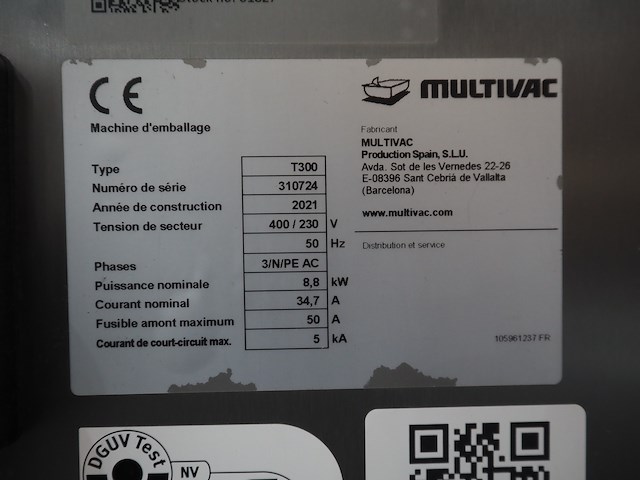 Stock no. 61827
CE
MULTIVAC
Machine d'emballage
Type T300
Numéro de série 310724
Année de construction 2021
Tension de secteur 400 / 230 V
50 Hz
Phases 3/N/PE AC
Puissance nominale 8,8 kW
Courant nominal 34,7 A
Fusible amont maximum 50 A
Courant de court-circuit max. 5 kA
Fabricant
MULTIVAC
Production Spain, S.L.U.
Avda. Sot de les Vernedes 22-26
E-08396 Sant Cebrià de Vallalta
(Barcelona)
www.multivac.com
Distribution et service
105961237 FR
DGUV Test
NV